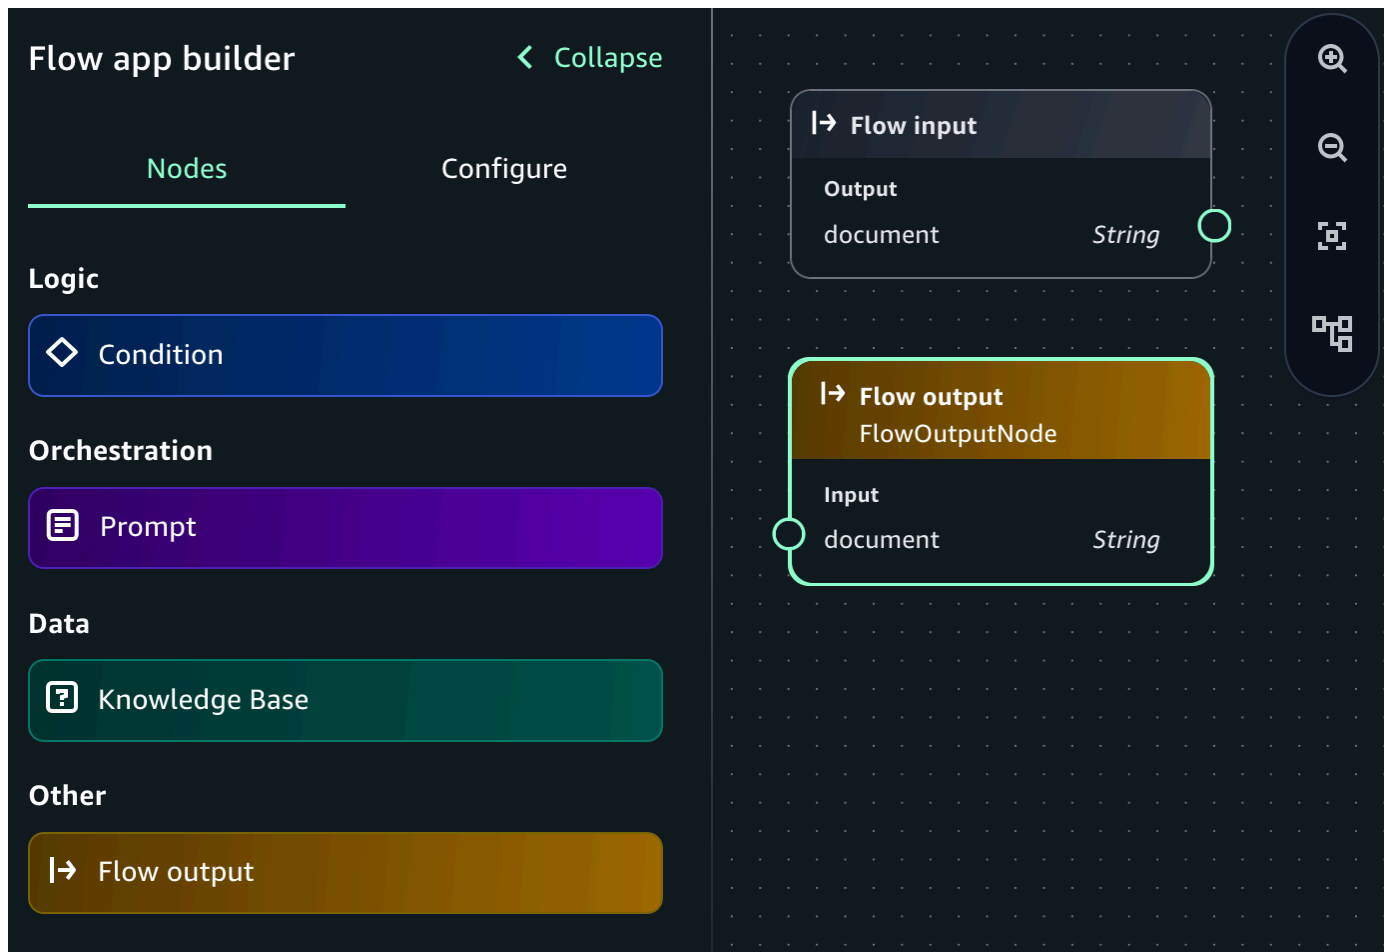 Flow app builder
Collapse
Nodes
Configure
Logic
Condition
Orchestration
Prompt
Data
Knowledge Base
Other
Flow output
Flow input
Output
document String
Flow output
FlowOutputNode
Input
document String